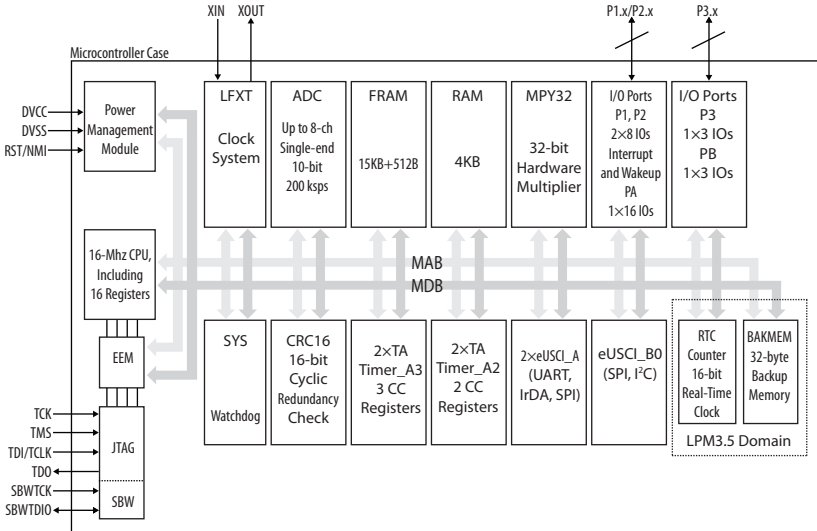 XIN
XOUT
P1.x/P2.x
P3.x
Microcontroller Case
DVCC
DVSS
RST/NMI
Power
Management
Module
LFXT
Clock
System
ADC
Up to 8-ch
Single-end
10-bit
200 ksps
FRAM
15KB+512B
RAM
4KB
MPY32
32-bit
Hardware
Multiplier
I/O Ports
P1, P2
2×8 IOs
Interrupt
and Wakeup
PA
1×16 IOs
I/O Ports
P3
1×3 IOs
PB
1×3 IOs
16-Mhz CPU,
Including
16 Registers
MAB
MDB
EEM
SYS
Watchdog
CRC16
16-bit
Cyclic
Redundancy
Check
2×TA
Timer_A3
3 CC
Registers
2×TA
Timer_A2
2 CC
Registers
2×eUSCI_A
(UART,
IrDA, SPI)
eUSCI_B0
(SPI, I²C)
RTC
Counter
16-bit
Real-Time
Clock
BAKMEM
32-byte
Backup
Memory
LPM3.5 Domain
TCK
TMS
TDI/TCLK
TDO
SBWTCK
SBWTDIO
JTAG
SBW